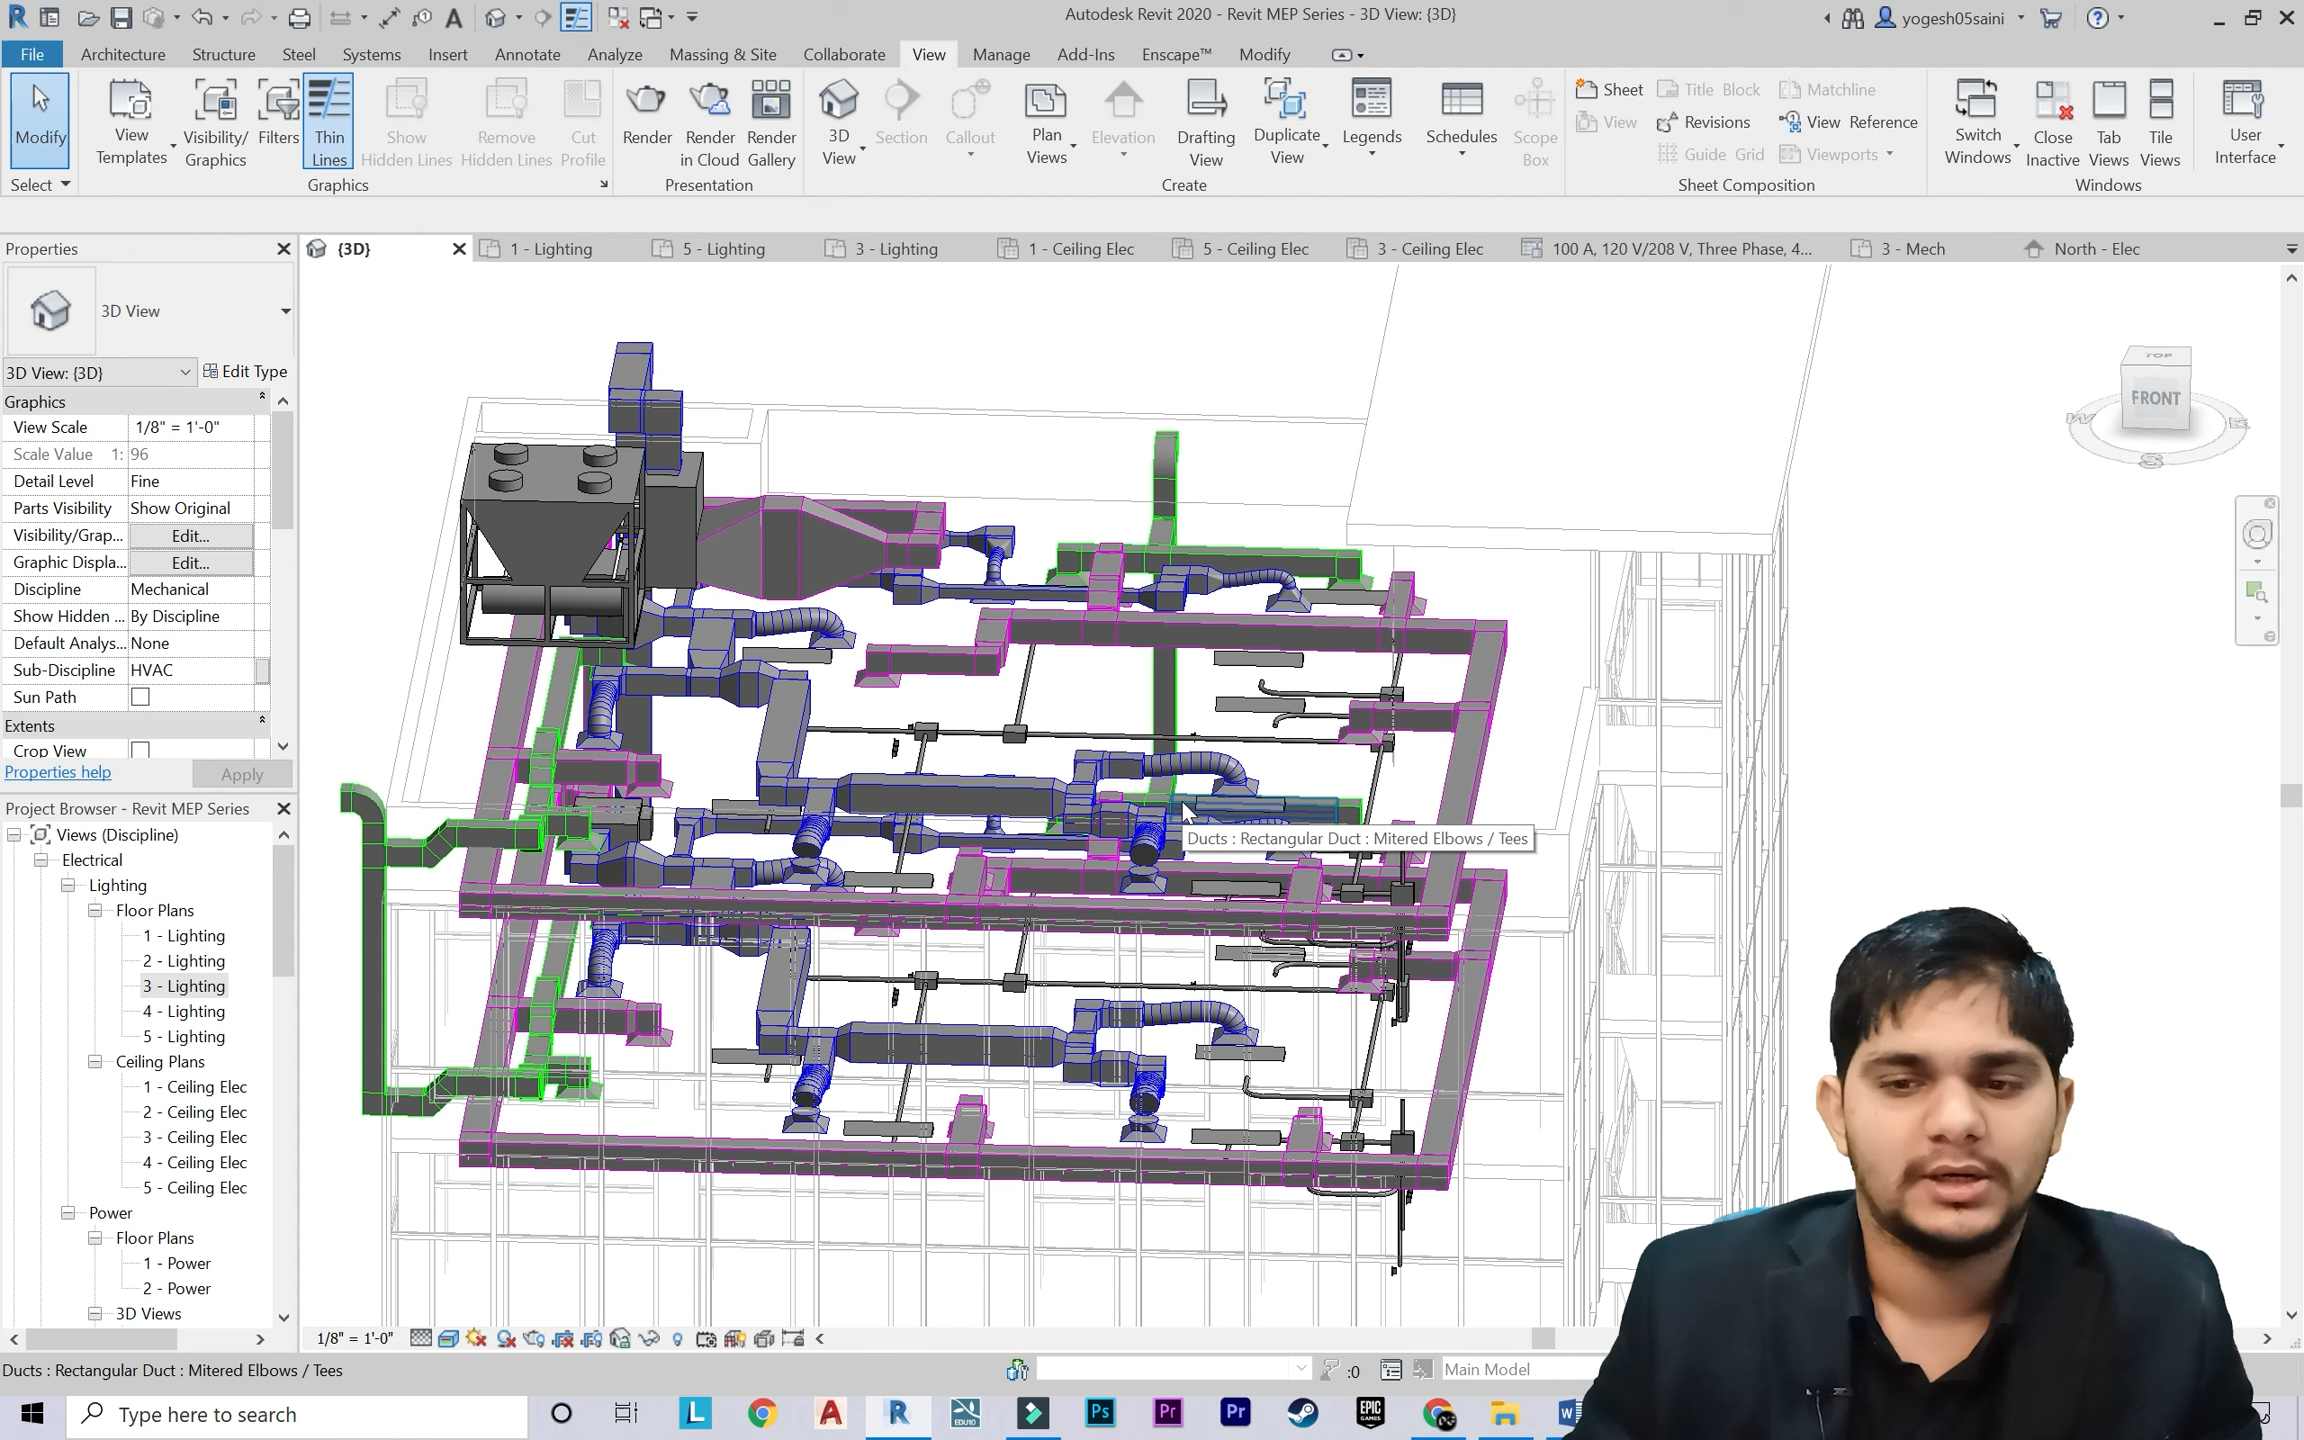 Autodesk Revit 2020 - Revit MEP Series - 3D View: {3D}
yogesh05saini
File Architecture Structure Steel Systems Insert Annotate Analyze Massing & Site Collaborate View Manage Add-Ins Enscape™ Modify
Modify
View Templates
Visibility/ Graphics
Filters
Thin Lines
Show Hidden Lines
Remove Hidden Lines
Cut Profile
Render
Render in Cloud
Render Gallery
3D View
Section
Callout
Plan Views
Elevation
Drafting View
Duplicate View
Legends
Schedules
Scope Box
Sheet
Title Block
Matchline
View
Revisions
View Reference
Guide Grid
Viewports
Switch Windows
Close Inactive
Tab Views
Tile Views
User Interface
Select
Graphics
Presentation
Create
Sheet Composition
Windows
Properties
{3D}
1 - Lighting
5 - Lighting
3 - Lighting
1 - Ceiling Elec
5 - Ceiling Elec
3 - Ceiling Elec
100 A, 120 V/208 V, Three Phase, 4...
3 - Mech
North - Elec
3D View
3D View: {3D}
Edit Type
Graphics
View Scale 1/8" = 1'-0"
Scale Value 1: 96
Detail Level Fine
Parts Visibility Show Original
Visibility/Grap... Edit...
Graphic Displa... Edit...
Discipline Mechanical
Show Hidden ... By Discipline
Default Analys... None
Sub-Discipline HVAC
Sun Path
Extents
Crop View
Properties help
Apply
Project Browser - Revit MEP Series
Views (Discipline)
Electrical
Lighting
Floor Plans
1 - Lighting
2 - Lighting
3 - Lighting
4 - Lighting
5 - Lighting
Ceiling Plans
1 - Ceiling Elec
2 - Ceiling Elec
3 - Ceiling Elec
4 - Ceiling Elec
5 - Ceiling Elec
Power
Floor Plans
1 - Power
2 - Power
3D Views
TOP
FRONT
W
S
E
Ducts : Rectangular Duct : Mitered Elbows / Tees
1/8" = 1'-0"
Ducts : Rectangular Duct : Mitered Elbows / Tees
:0
Main Model
Type here to search
L
A
R
EDU10
Ps
Pr
Pr
EPIC GAMES
W